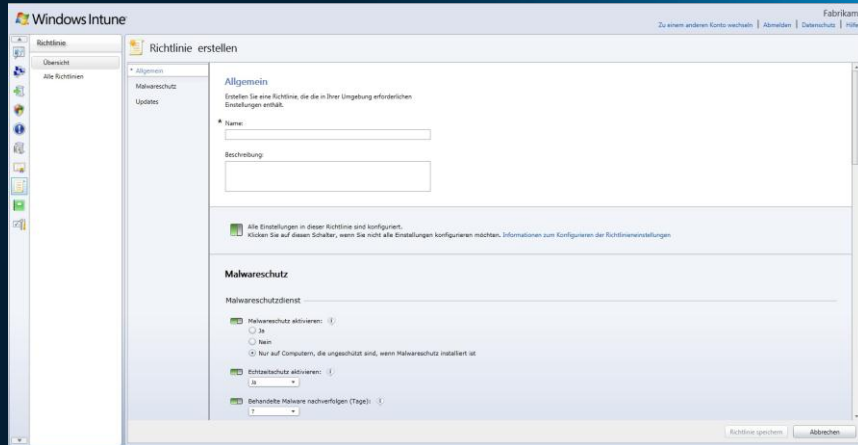 Windows Intune
Fabrikam
Zu einem anderen Konto wechseln | Abmelden | Datenschutz | Hilfe
Richtlinie
Übersicht
Alle Richtlinien
Richtlinie erstellen
* Allgemein
Malwareschutz
Updates
Allgemein
Erstellen Sie eine Richtlinie, die die in Ihrer Umgebung erforderlichen
Einstellungen enthält.
* Name:
Beschreibung:
Alle Einstellungen in dieser Richtlinie sind konfiguriert.
Klicken Sie auf diesen Schalter, wenn Sie nicht alle Einstellungen konfigurieren möchten. Informationen zum Konfigurieren der Richtlinieneinstellungen
Malwareschutz
Malwareschutzdienst
Malwareschutz aktivieren:
Ja
Nein
Nur auf Computern, die ungeschützt sind, wenn Malwareschutz installiert ist
Echtzeitschutz aktivieren:
Ja
Behandelte Malware nachverfolgen (Tage):
7
Richtlinie speichern
Abbrechen